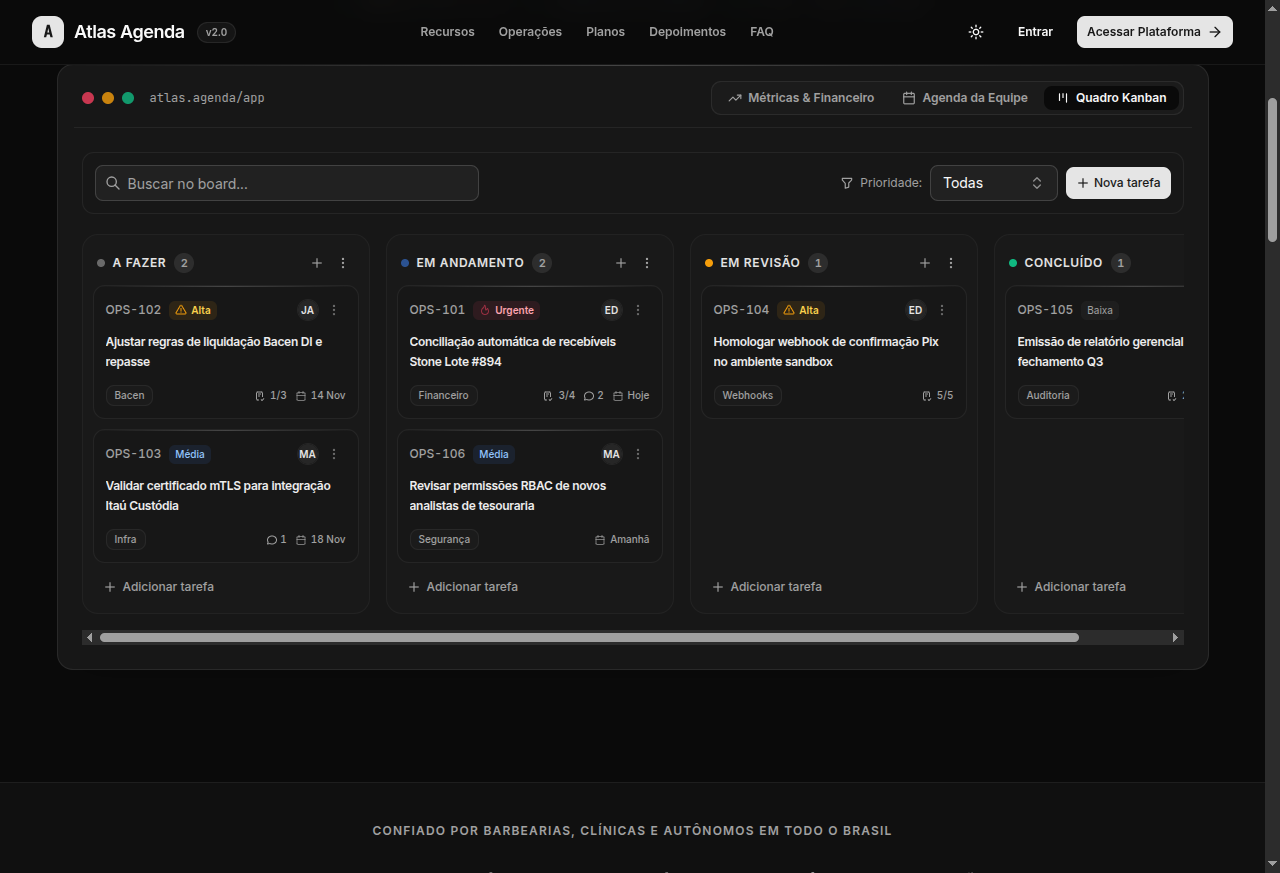 A Atlas Agenda v2.0 Recursos Operações Planos Depoimentos FAQ Entrar Acessar Plataforma
atlas.agenda/app Métricas & Financeiro Agenda da Equipe Quadro Kanban
Buscar no board... Prioridade: Todas Nova tarefa
A FAZER 2
OPS-102 Alta JA
Ajustar regras de liquidação Bacen DI e
repasse
Bacen 1/3 14 Nov
OPS-103 Média MA
Validar certificado mTLS para integração
Itaú Custódia
Infra 1 18 Nov
Adicionar tarefa
EM ANDAMENTO 2
OPS-101 Urgente ED
Conciliação automática de recebíveis
Stone Lote #894
Financeiro 3/4 2 Hoje
OPS-106 Média MA
Revisar permissões RBAC de novos
analistas de tesouraria
Segurança Amanhã
Adicionar tarefa
EM REVISÃO 1
OPS-104 Alta ED
Homologar webhook de confirmação Pix
no ambiente sandbox
Webhooks 5/5
Adicionar tarefa
CONCLUÍDO 1
OPS-105 Baixa
Emissão de relatório gerencial
fechamento Q3
Auditoria
Adicionar tarefa
CONFIADO POR BARBEARIAS, CLÍNICAS E AUTÔNOMOS EM TODO O BRASIL